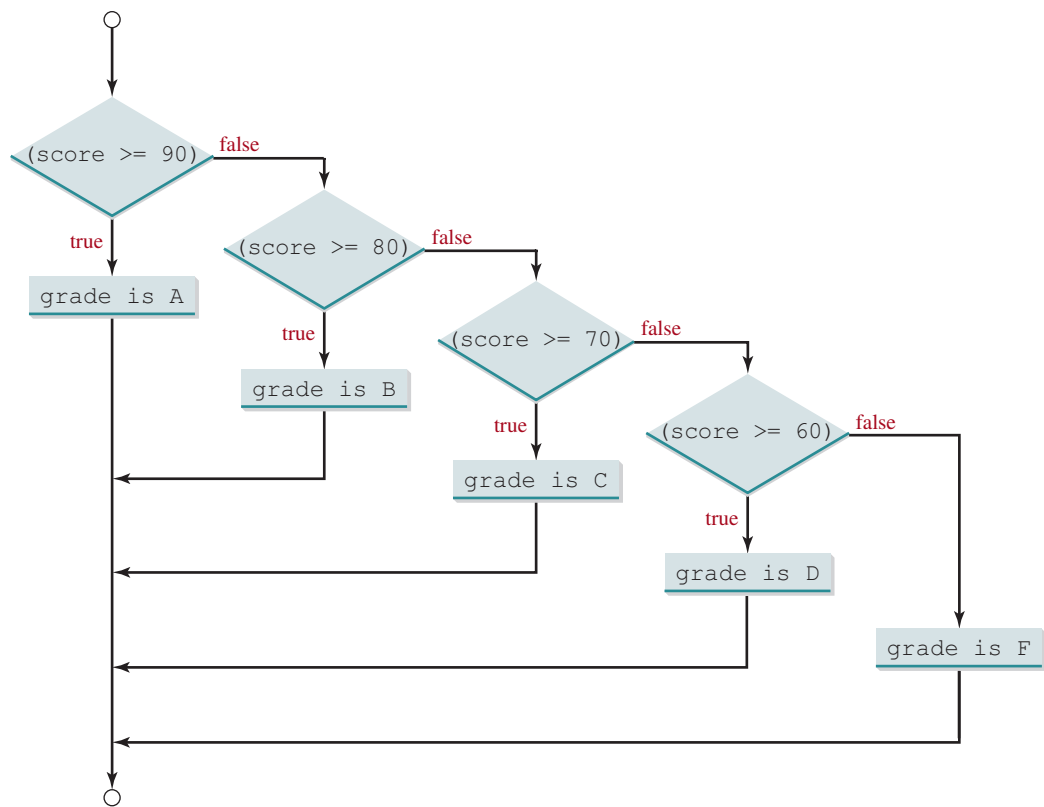 (score >= 90)
false
true
grade is A
(score >= 80)
false
true
grade is B
(score >= 70)
false
true
grade is C
(score >= 60)
false
true
grade is D
grade is F